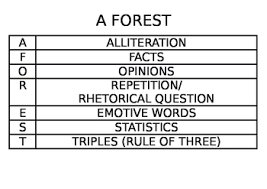 A FOREST
A ALLITERATION
F FACTS
O OPINIONS
R REPETITION/
RHETORICAL QUESTION
E EMOTIVE WORDS
S STATISTICS
T TRIPLES (RULE OF THREE)